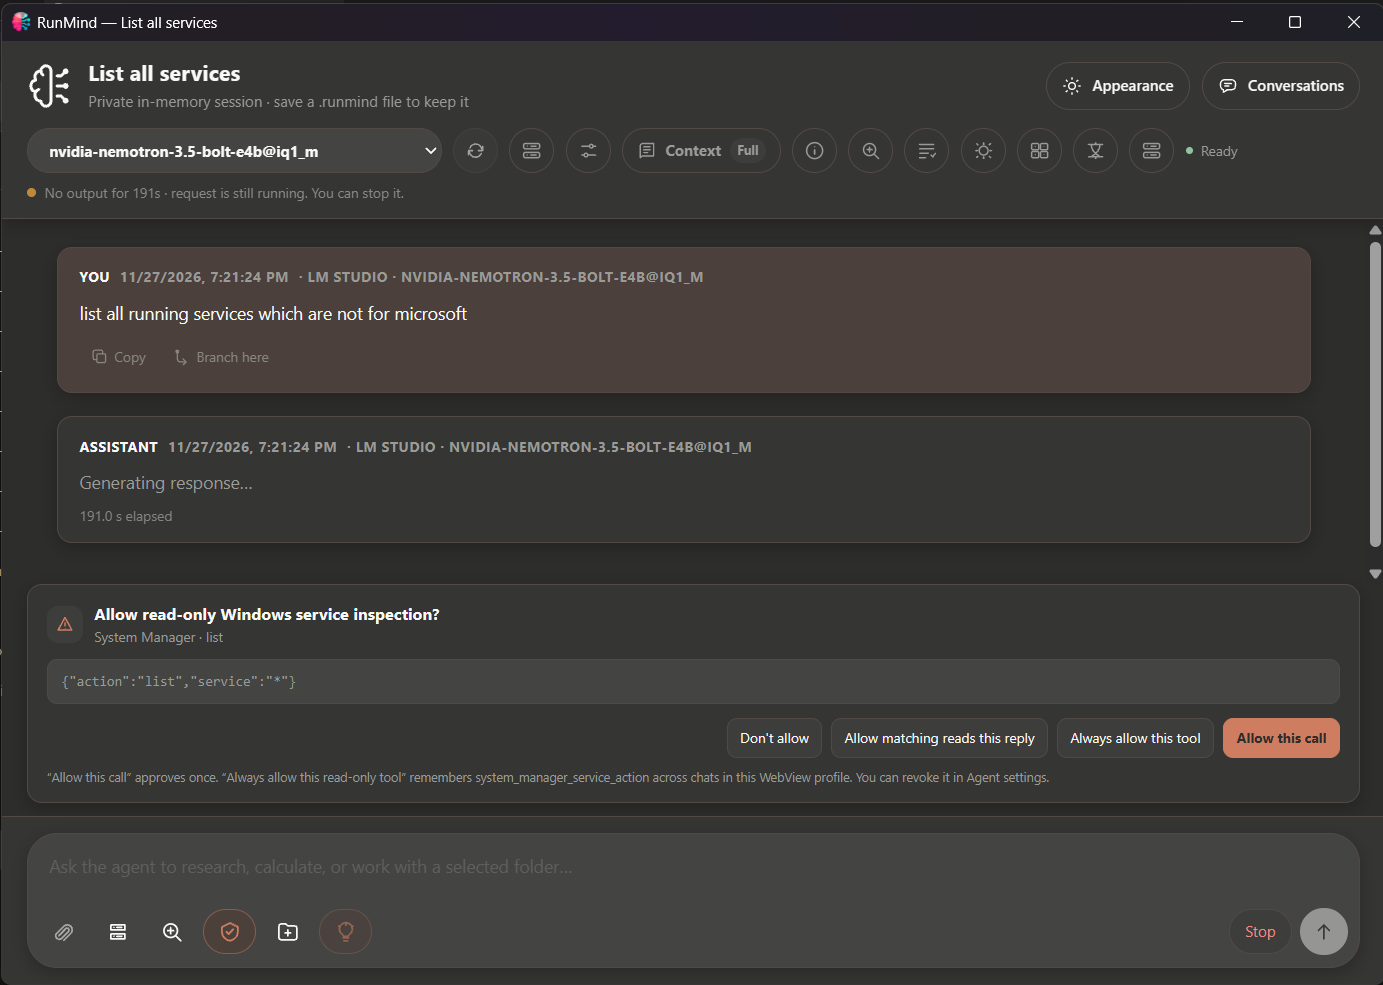 RunMind — List all services
List all services
Private in-memory session · save a .runmind file to keep it
Appearance
Conversations
nvidia-nemotron-3.5-bolt-e4b@iq1_m
Context Full
Ready
No output for 191s · request is still running. You can stop it.
YOU 11/27/2026, 7:21:24 PM · LM STUDIO · NVIDIA-NEMOTRON-3.5-BOLT-E4B@IQ1_M
list all running services which are not for microsoft
Copy Branch here
ASSISTANT 11/27/2026, 7:21:24 PM · LM STUDIO · NVIDIA-NEMOTRON-3.5-BOLT-E4B@IQ1_M
Generating response...
191.0 s elapsed
Allow read-only Windows service inspection?
System Manager · list
{"action":"list","service":"*"}
Don't allow Allow matching reads this reply Always allow this tool Allow this call
“Allow this call” approves once. “Always allow this read-only tool” remembers system_manager_service_action across chats in this WebView profile. You can revoke it in Agent settings.
Ask the agent to research, calculate, or work with a selected folder...
Stop